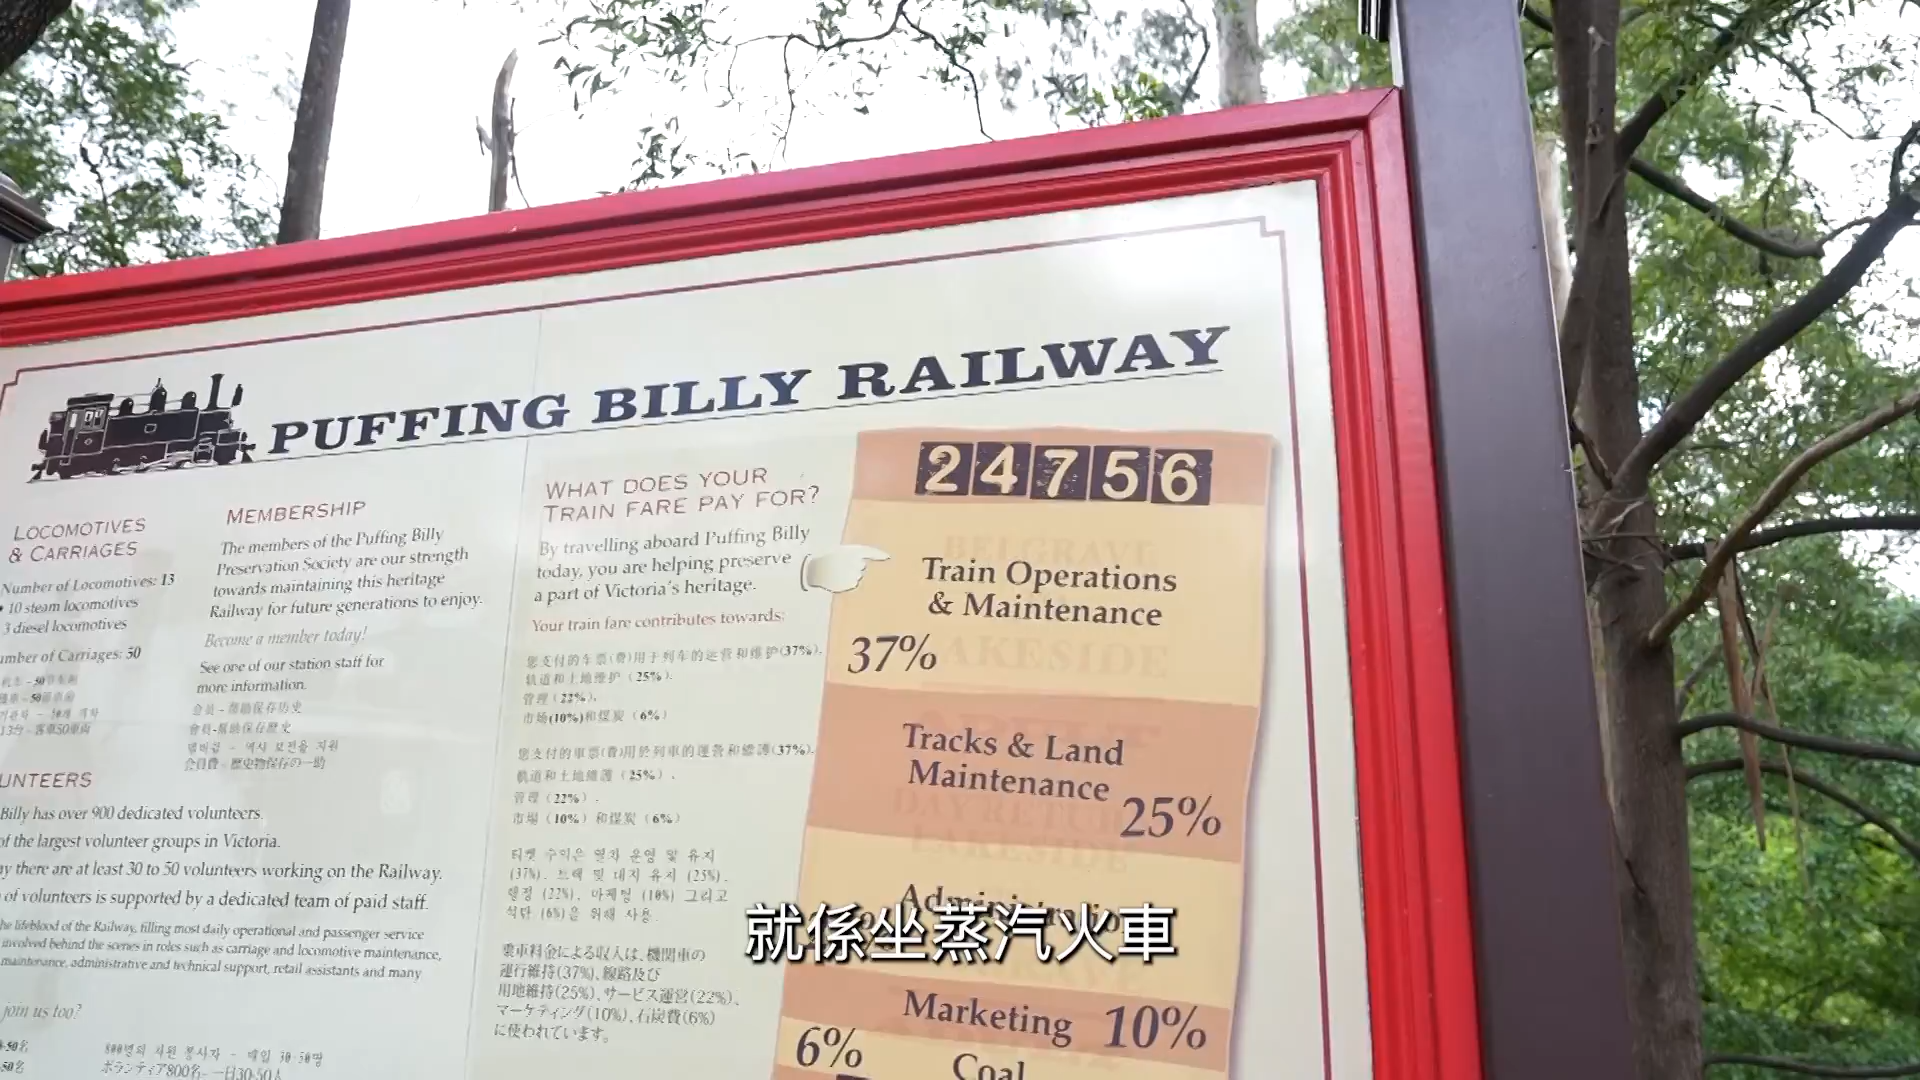 PUFFING BILLY RAILWAY
LOCOMOTIVES
& CARRIAGES
Number of Locomotives: 13
• 10 steam locomotives
3 diesel locomotives
mber of Carriages: 50
MEMBERSHIP
The members of the Puffing Billy
Preservation Society are our strength
towards maintaining this heritage
Railway for future generations to enjoy.
Become a member today!
See one of our station staff for
more information.
会员 - 帮助保存历史
會員-幫助保存歷史
멤버쉽 - 역사 보전을 지원
会員費 - 歴史物保存の一助
UNTEERS
Billy has over 900 dedicated volunteers.
of the largest volunteer groups in Victoria.
ay there are at least 30 to 50 volunteers working on the Railway.
of volunteers is supported by a dedicated team of paid staff.
he lifeblood of the Railway, filling most daily operational and passenger service
involved behind the scenes in roles such as carriage and locomotive maintenance,
maintenance, administrative and technical support, retail assistants and many
join us too?
800명의 자원 봉사자 - 매일 30-50명
ボランティア800名- 一日30-50人
WHAT DOES YOUR
TRAIN FARE PAY FOR?
By travelling aboard Puffing Billy
today, you are helping preserve
a part of Victoria's heritage.
Your train fare contributes towards:
您支付的车票(费)用于列车的运营和维护(37%).
轨道和土地维护 (25%).
管理 (22%).
市场(10%)和煤炭 (6%)
您支付的車票(費)用於列車的運營和維護(37%).
軌道和土地維護 (25%) .
管理 (22%) .
市場 (10%) 和煤炭 (6%)
티켓 수익은 열차 운영 및 유지
(37%). 트랙 및 대지 유지 (25%).
행정 (22%), 마케팅 (10%) 그리고
석탄 (6%)을 위해 사용.
乗車料金による収入は、機関車の
運行維持(37%)、線路及び
用地維持(25%)、サービス運営(22%)、
マーケティング(10%)、石炭費(6%)
に使われています。
24756
Train Operations
& Maintenance
37%
Tracks & Land
Maintenance
25%
Administratio
就係坐蒸汽火車
Marketing 10%
6%
Coal